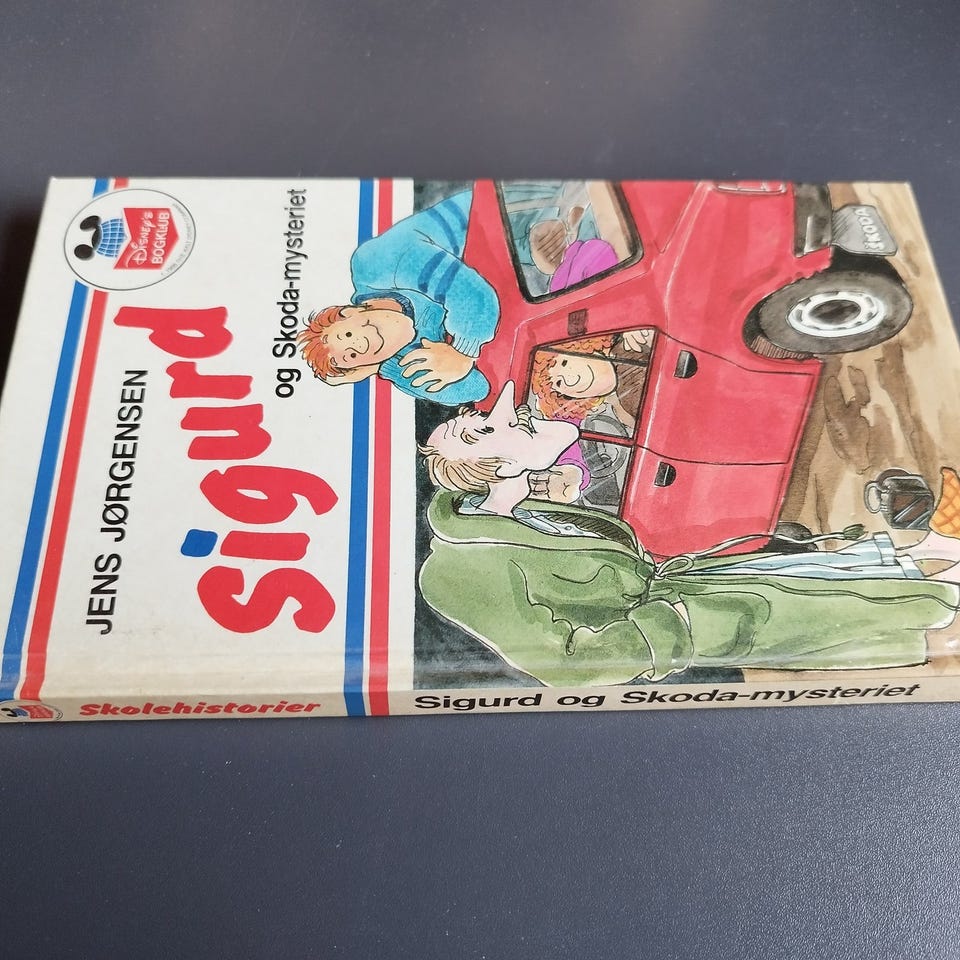 DISNEY'S
BOGKLUB
JENS JØRGENSEN
Sigurd
og Skoda-mysteriet
SKODA
Skolehistorier
Sigurd og Skoda-mysteriet